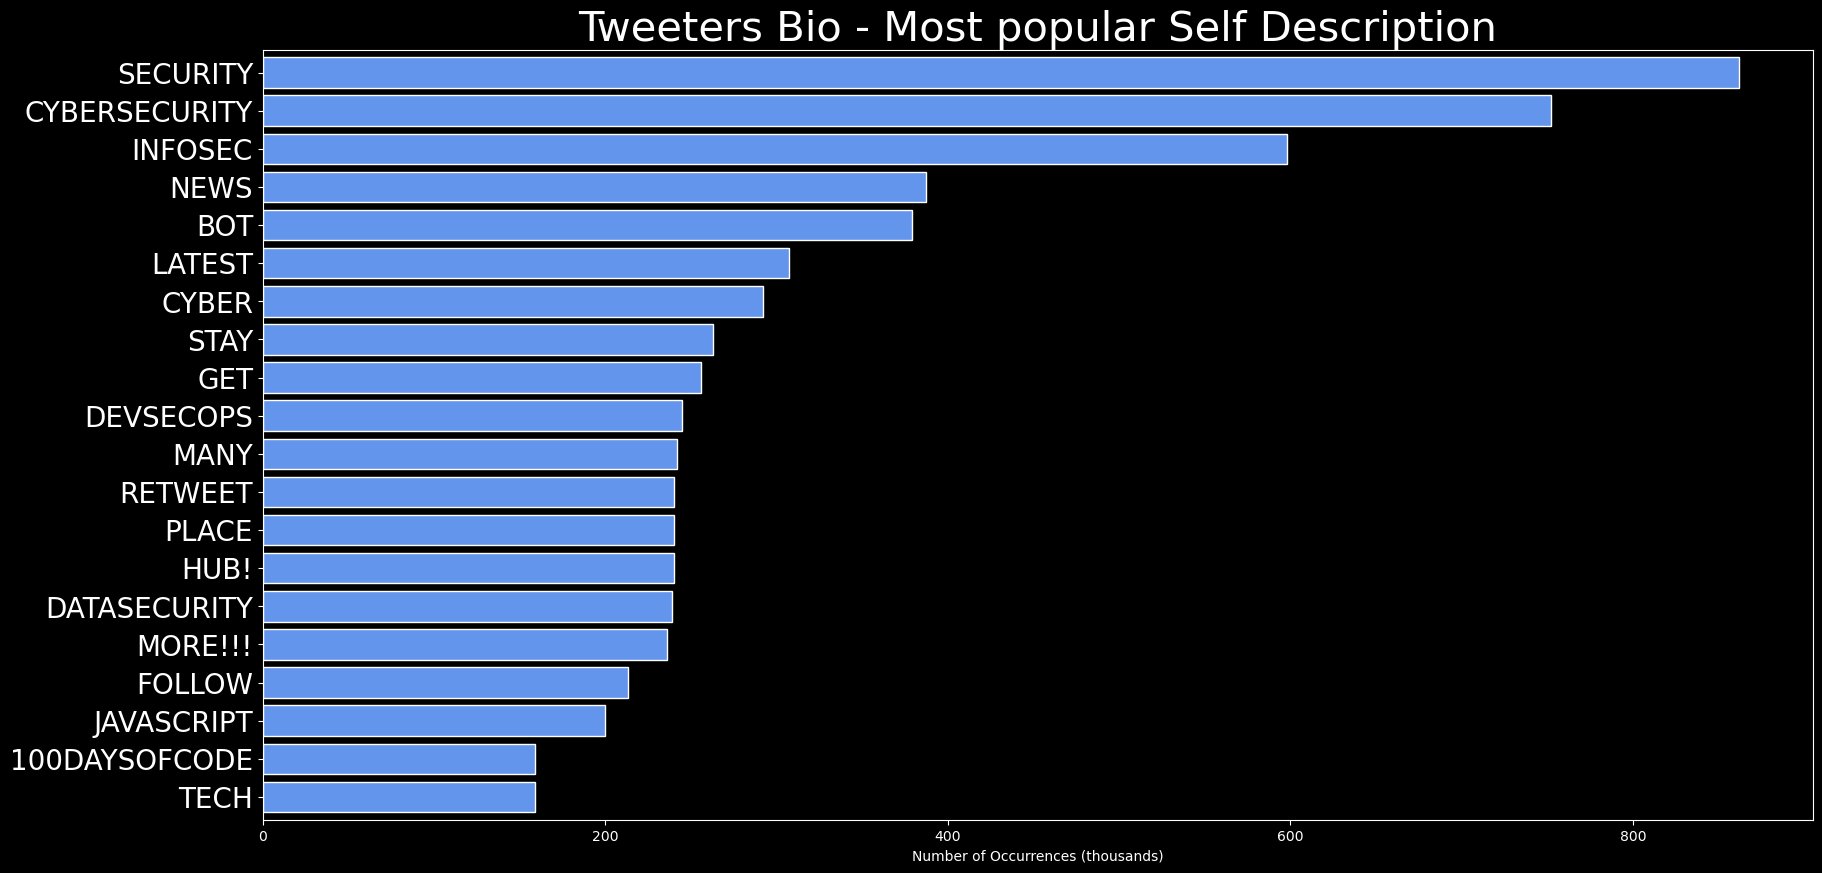 Tweeters Bio - Most popular Self Description
SECURITY
CYBERSECURITY
INFOSEC
NEWS
BOT
LATEST
CYBER
STAY
GET
DEVSECOPS
MANY
RETWEET
PLACE
HUB!
DATASECURITY
MORE!!!
FOLLOW
JAVASCRIPT
100DAYSOFCODE
TECH
0 200 400 600 800
Number of Occurrences (thousands)